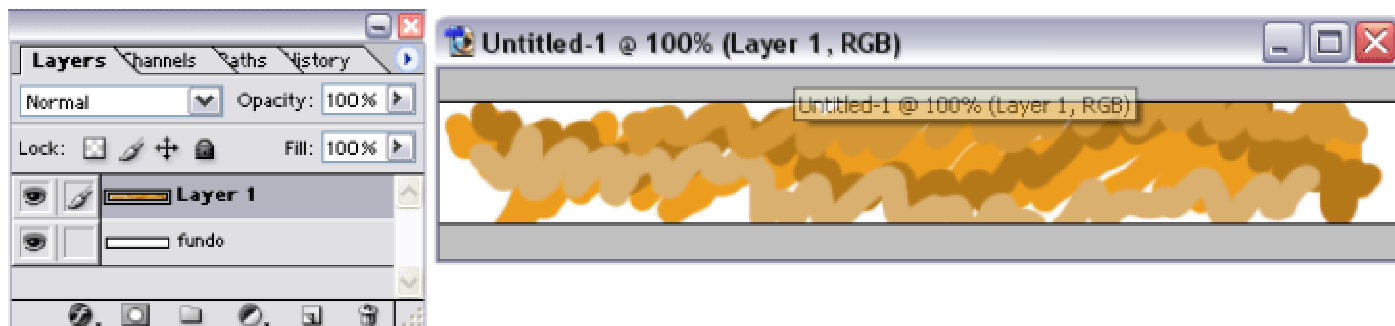 Layers Channels Paths History
Normal Opacity: 100%
Lock: Fill: 100%
Layer 1
fundo
Untitled-1 @ 100% (Layer 1, RGB)
Untitled-1 @ 100% (Layer 1, RGB)